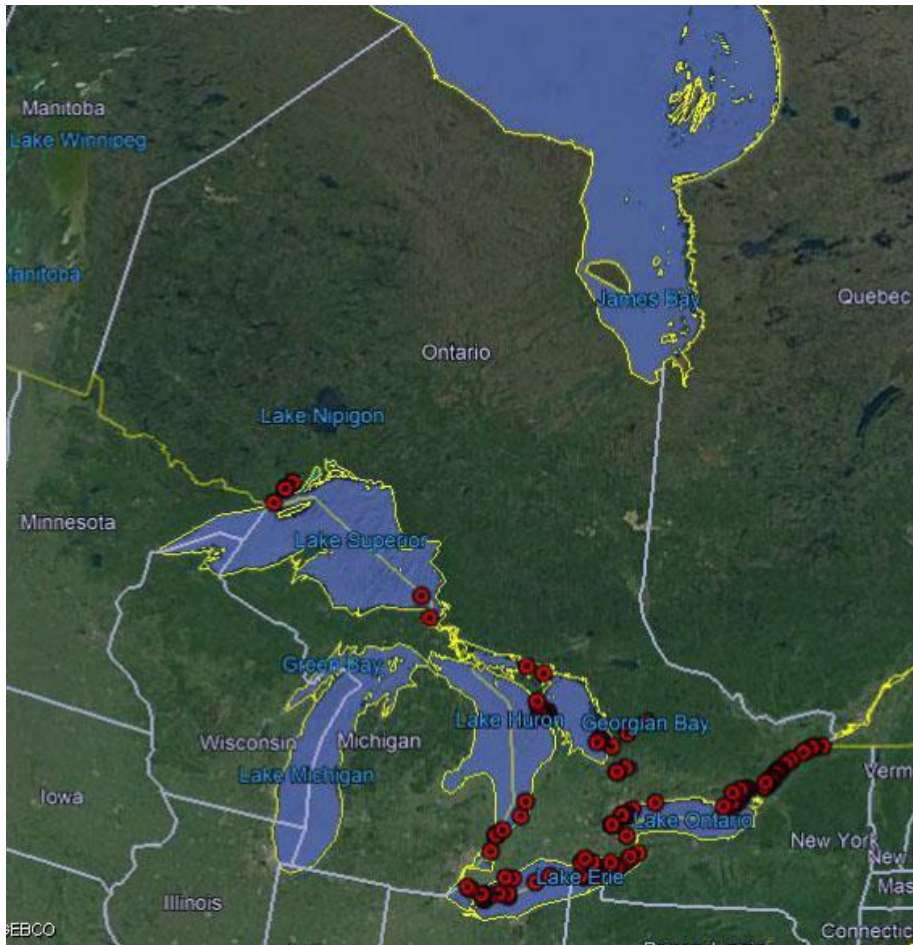 Manitoba
Lake Winnipeg
Manitoba
James Bay
Quebec
Ontario
Lake Nipigon
Minnesota
Lake Superior
Green Bay
Lake Huron
Georgian Bay
Wisconsin
Michigan
Lake Michigan
Verm
Iowa
Lake Ontario
New York
New
Lake Erie
Mas
Illinois
GEBCO
Connectic